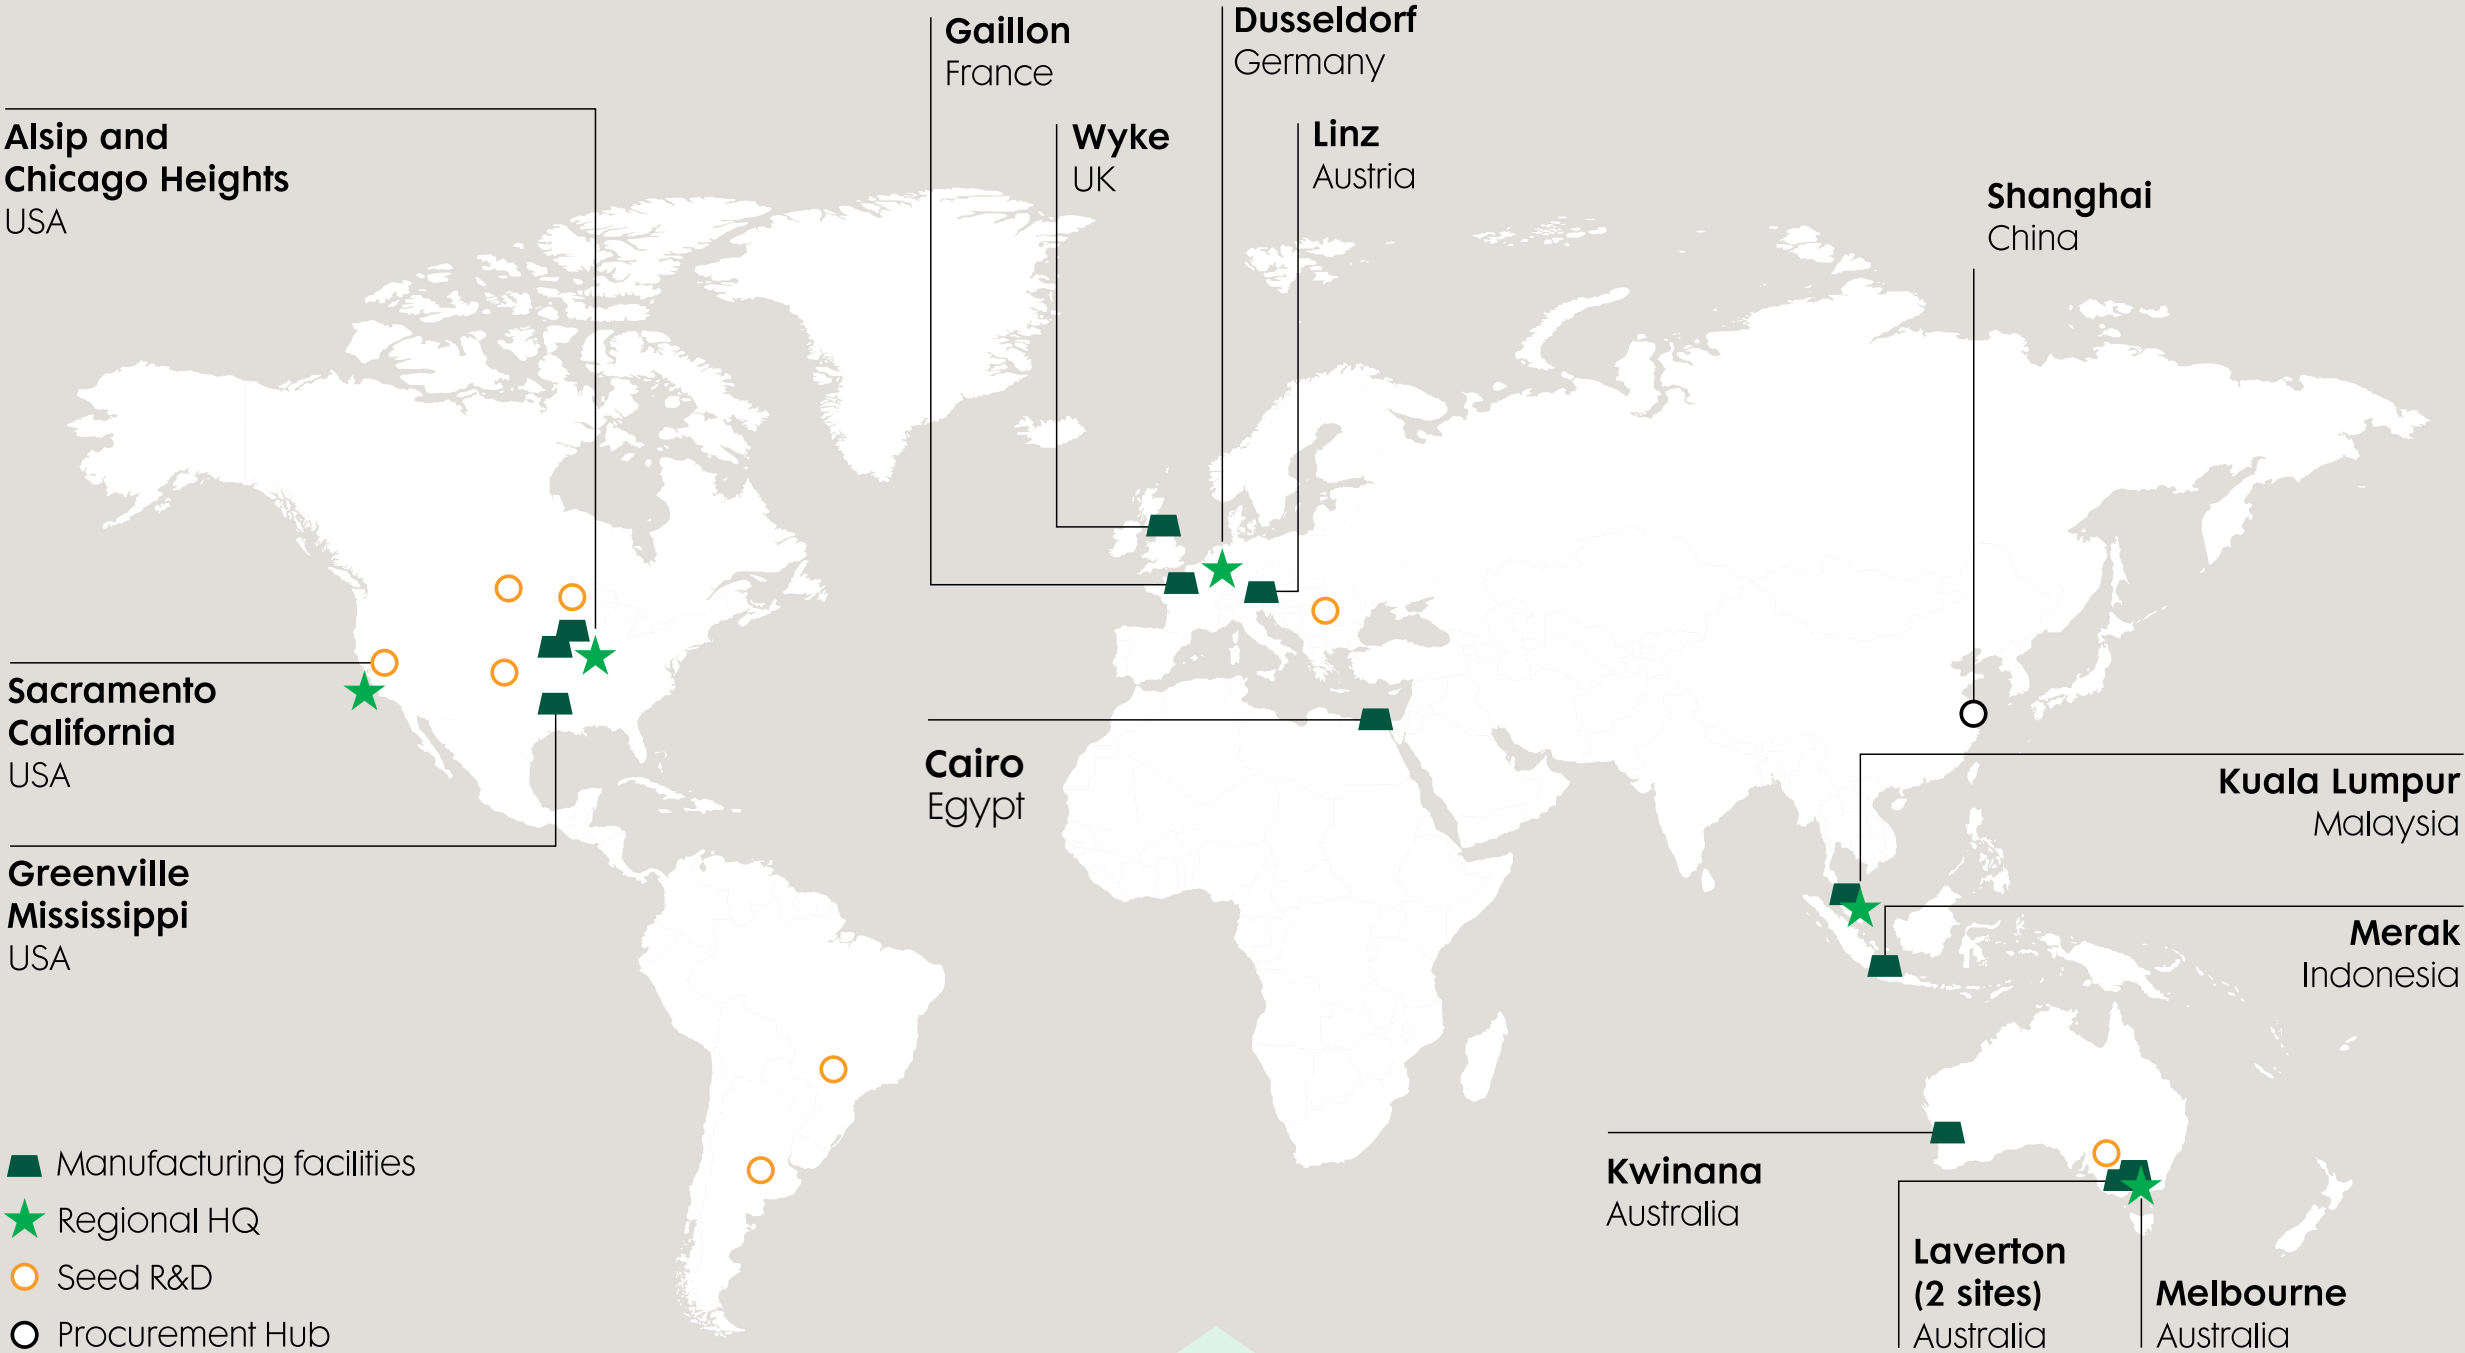 Gaillon
France
Dusseldorf
Germany
Alsip and
Chicago Heights
USA
Wyke
UK
Linz
Austria
Shanghai
China
Sacramento
California
USA
Cairo
Egypt
Kuala Lumpur
Malaysia
Greenville
Mississippi
USA
Merak
Indonesia
Kwinana
Australia
Laverton
(2 sites)
Australia
Melbourne
Australia
Manufacturing facilities
Regional HQ
Seed R&D
Procurement Hub